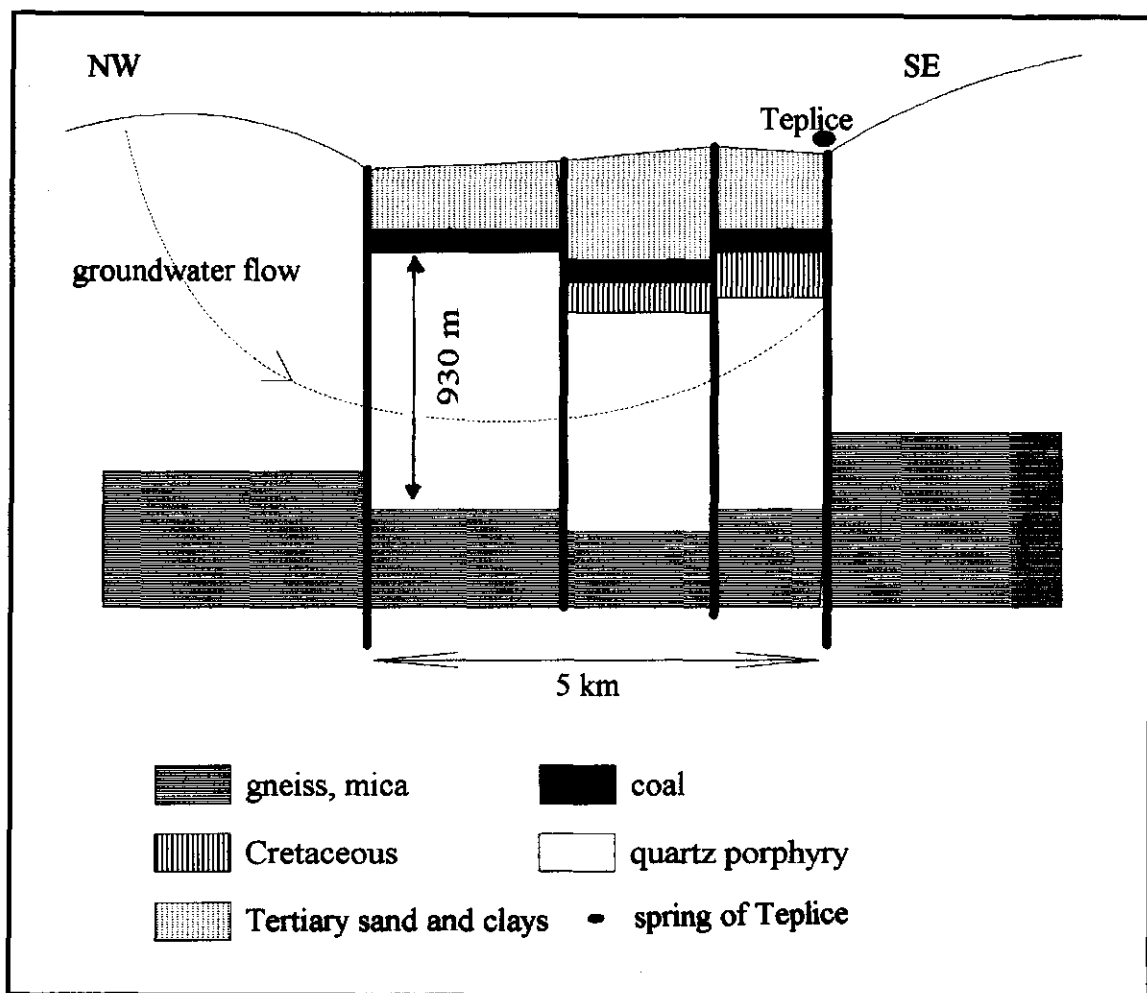 NW
SE
Teplice
groundwater flow
930 m
5 km
gneiss, mica
coal
Cretaceous
quartz porphyry
Tertiary sand and clays
spring of Teplice